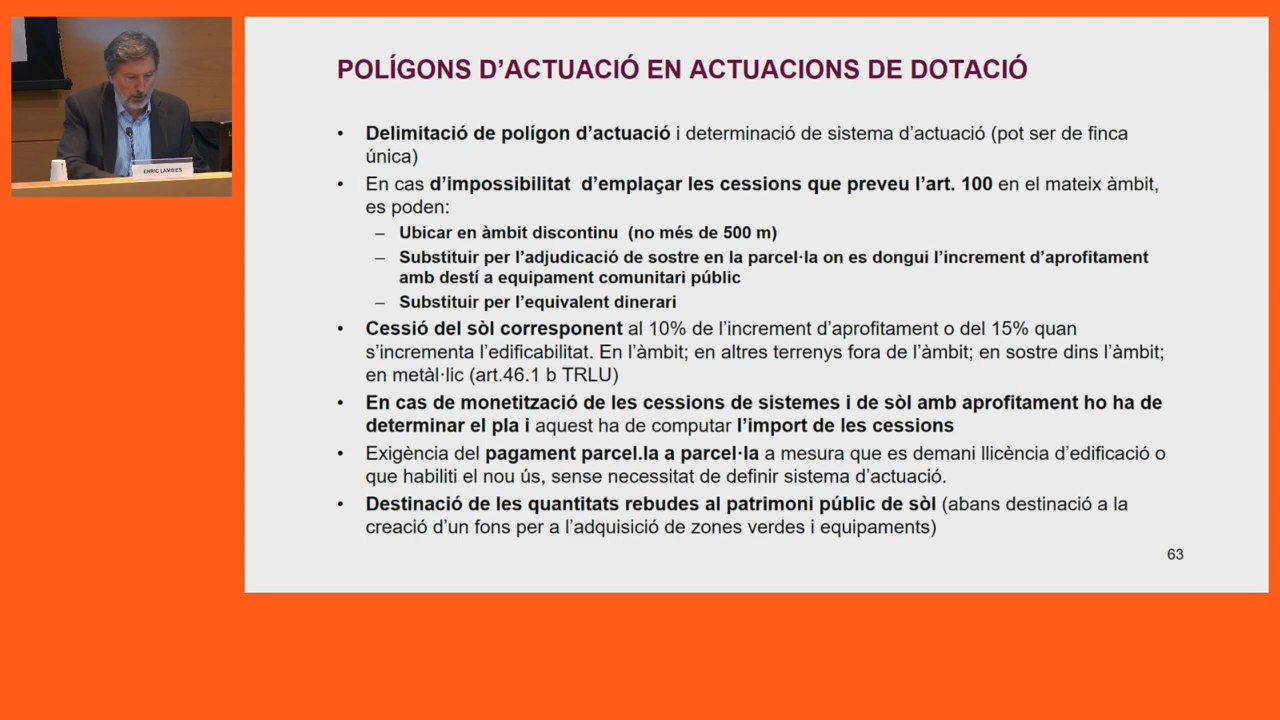 POLÍGONS D'ACTUACIÓ EN ACTUACIONS DE DOTACIÓ
• Delimitació de polígon d'actuació i determinació de sistema d'actuació (pot ser de finca
única)
• En cas d'impossibilitat d'emplaçar les cessions que preveu l'art. 100 en el mateix àmbit,
es poden:
– Ubicar en àmbit discontinu (no més de 500 m)
– Substituir per l'adjudicació de sostre en la parcel·la on es dongui l'increment d'aprofitament
amb destí a equipament comunitari públic
– Substituir per l'equivalent dinerari
• Cessió del sòl corresponent al 10% de l'increment d'aprofitament o del 15% quan
s'incrementa l'edificabilitat. En l'àmbit; en altres terrenys fora de l'àmbit; en sostre dins l'àmbit;
en metàl·lic (art.46.1 b TRLU)
• En cas de monetització de les cessions de sistemes i de sòl amb aprofitament ho ha de
determinar el pla i aquest ha de computar l'import de les cessions
• Exigència del pagament parcel.la a parcel·la a mesura que es demani llicència d'edificació o
que habiliti el nou ús, sense necessitat de definir sistema d'actuació.
• Destinació de les quantitats rebudes al patrimoni públic de sòl (abans destinació a la
creació d'un fons per a l'adquisició de zones verdes i equipaments)
63
ENRIC LAMBIES